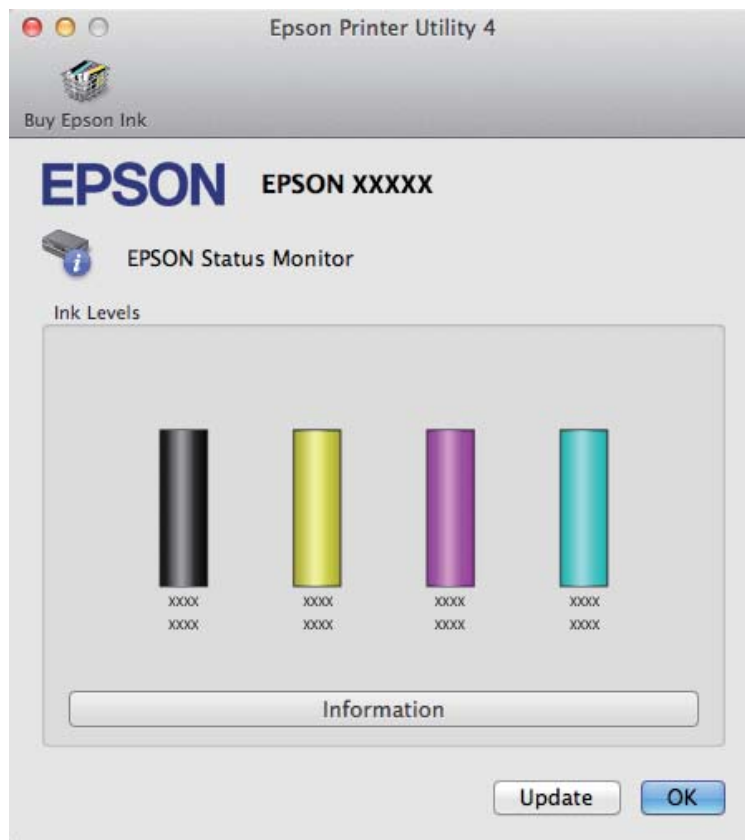 Epson Printer Utility 4
Buy Epson Ink
EPSON EPSON XXXXX
EPSON Status Monitor
Ink Levels
xxxx xxxx xxxx xxxx
xxxx xxxx xxxx xxxx
Information
Update OK